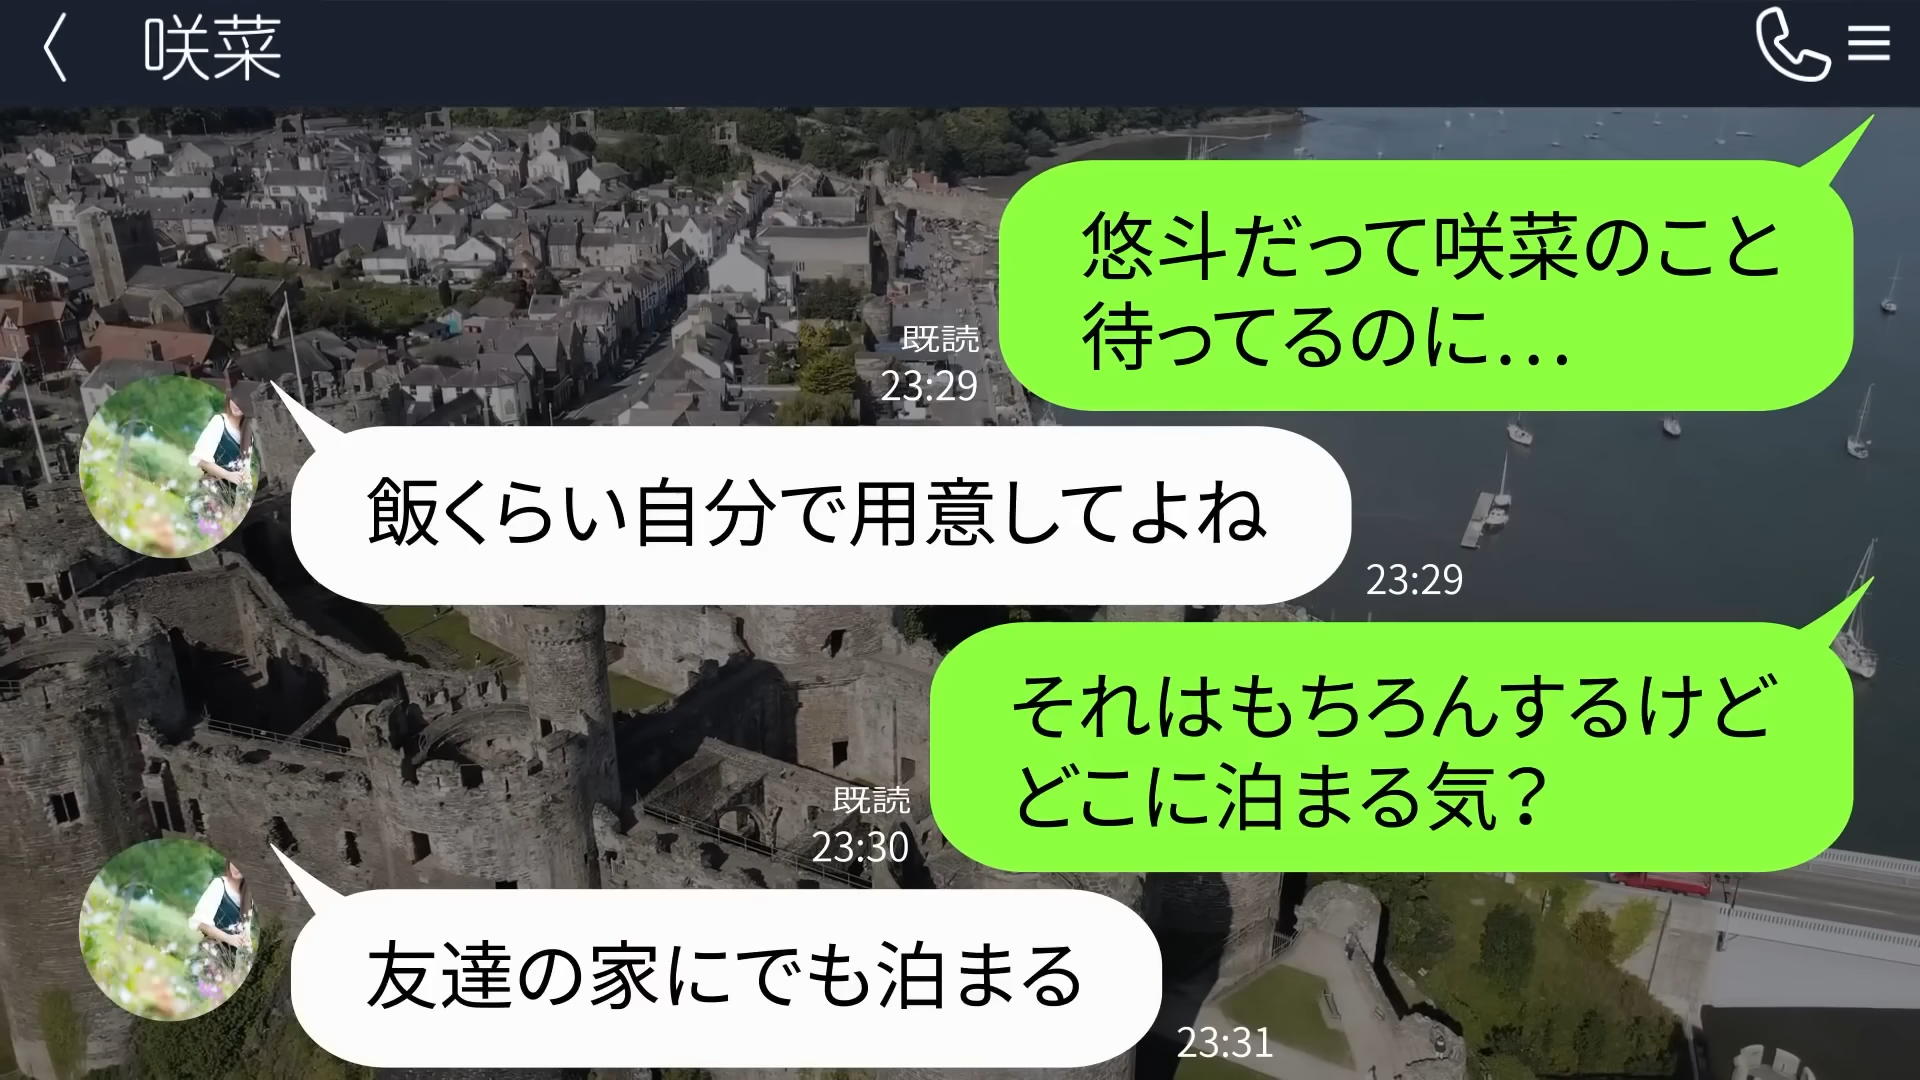 咲菜
悠斗だって咲菜のこと
待ってるのに…
既読
23:29
飯くらい自分で用意してよね
23:29
それはもちろんするけど
どこに泊まる気？
既読
23:30
友達の家にでも泊まる
23:31